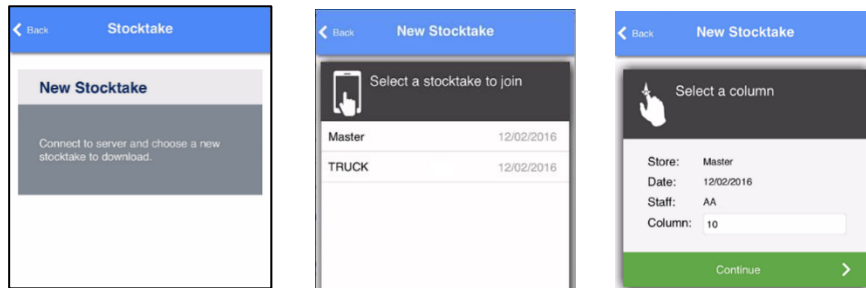 Back
Stocktake
New Stocktake
Connect to server and choose a new
stocktake to download.
Back
New Stocktake
Select a stocktake to join
Master 12/02/2016
TRUCK 12/02/2016
Back
New Stocktake
Select a column
Store: Master
Date: 12/02/2016
Staff: AA
Column: 10
Continue